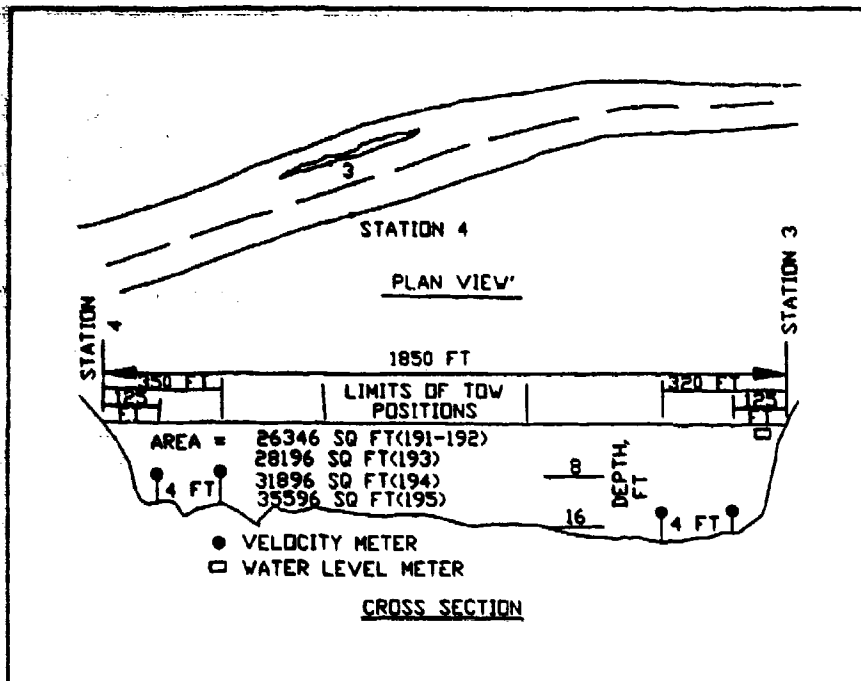 3
STATION 4
PLAN VIEW'
STATION 3
STATION 4
1850 FT
350 FT
320 FT
125 FT
LIMITS OF TOW
POSITIONS
125 FT
AREA = 26346 SQ FT(191-192)
28196 SQ FT(193)
31896 SQ FT(194)
35596 SQ FT(195)
4 FT
8
16
DEPTH, FT
4 FT
VELOCITY METER
WATER LEVEL METER
CROSS SECTION